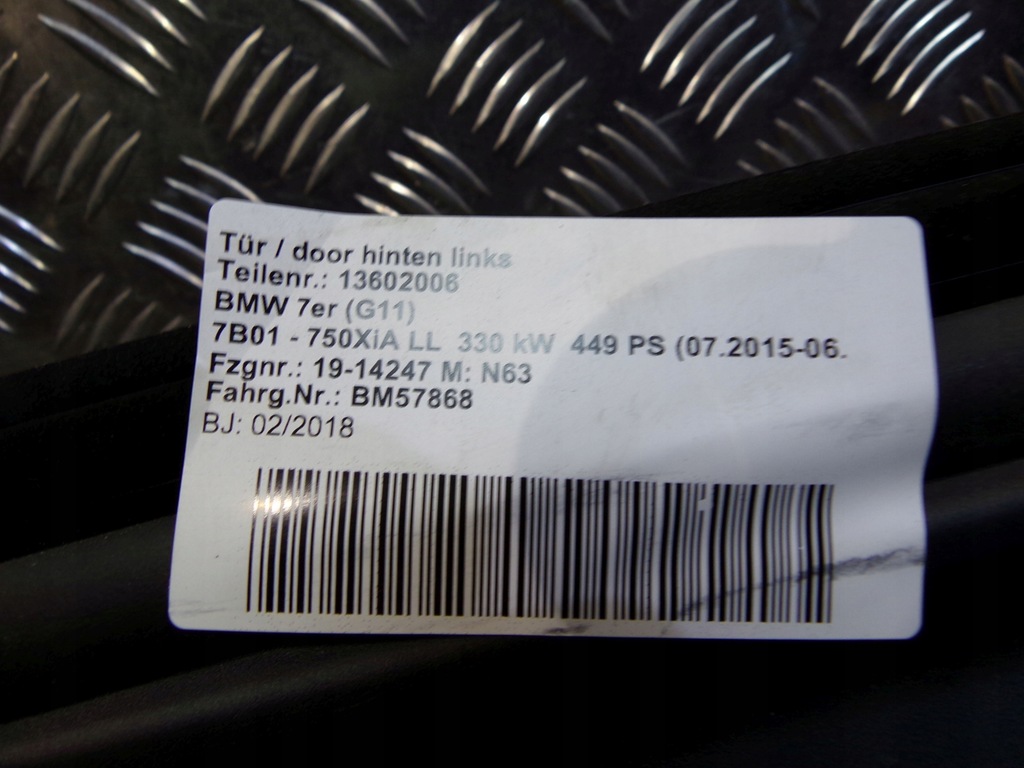 Tür / door hinten links
Teilenr.: 13602006
BMW 7er (G11)
7B01 - 750XiA LL 330 kW 449 PS (07.2015-06.
Fzgnr.: 19-14247 M: N63
Fahrg.Nr.: BM57868
BJ: 02/2018